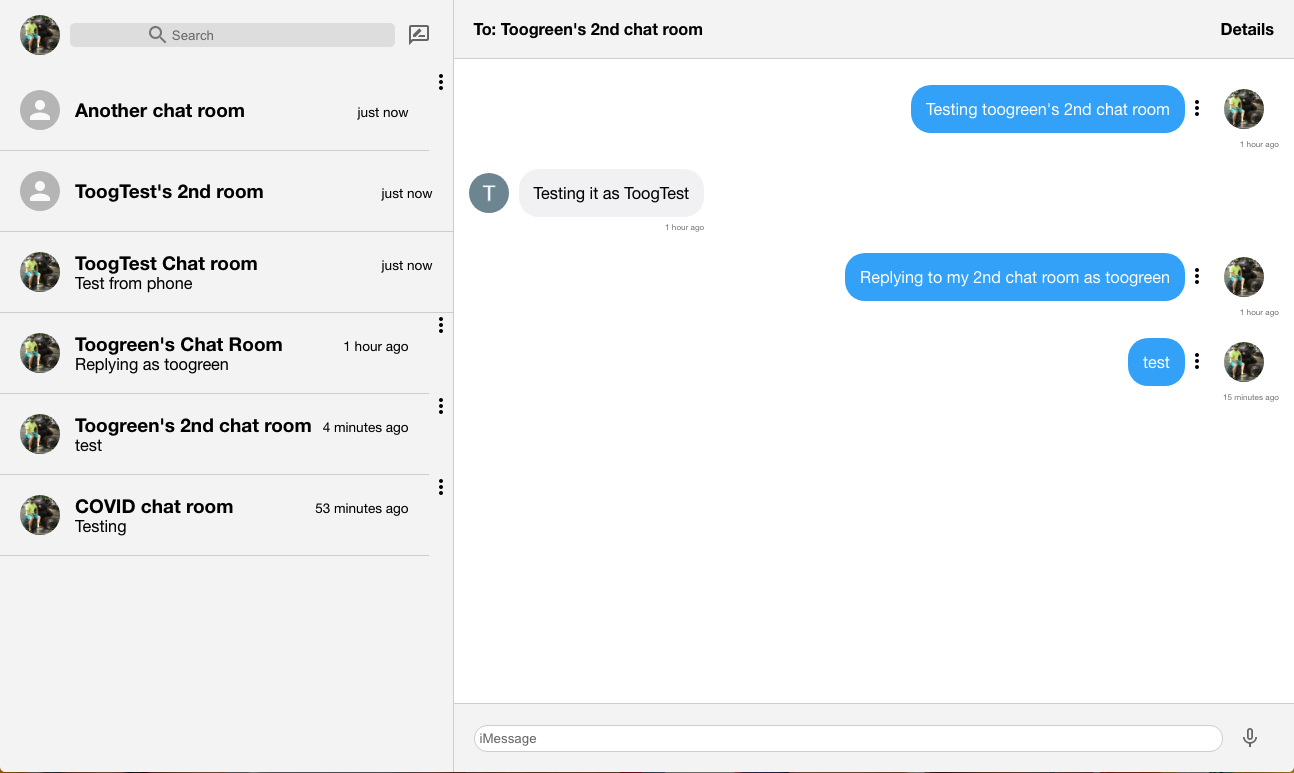 Search
Another chat room
just now
ToogTest's 2nd room
just now
ToogTest Chat room
just now
Test from phone
Toogreen's Chat Room
1 hour ago
Replying as toogreen
Toogreen's 2nd chat room
4 minutes ago
test
COVID chat room
53 minutes ago
Testing
To: Toogreen's 2nd chat room
Details
Testing toogreen's 2nd chat room
1 hour ago
T
Testing it as ToogTest
1 hour ago
Replying to my 2nd chat room as toogreen
1 hour ago
test
15 minutes ago
iMessage